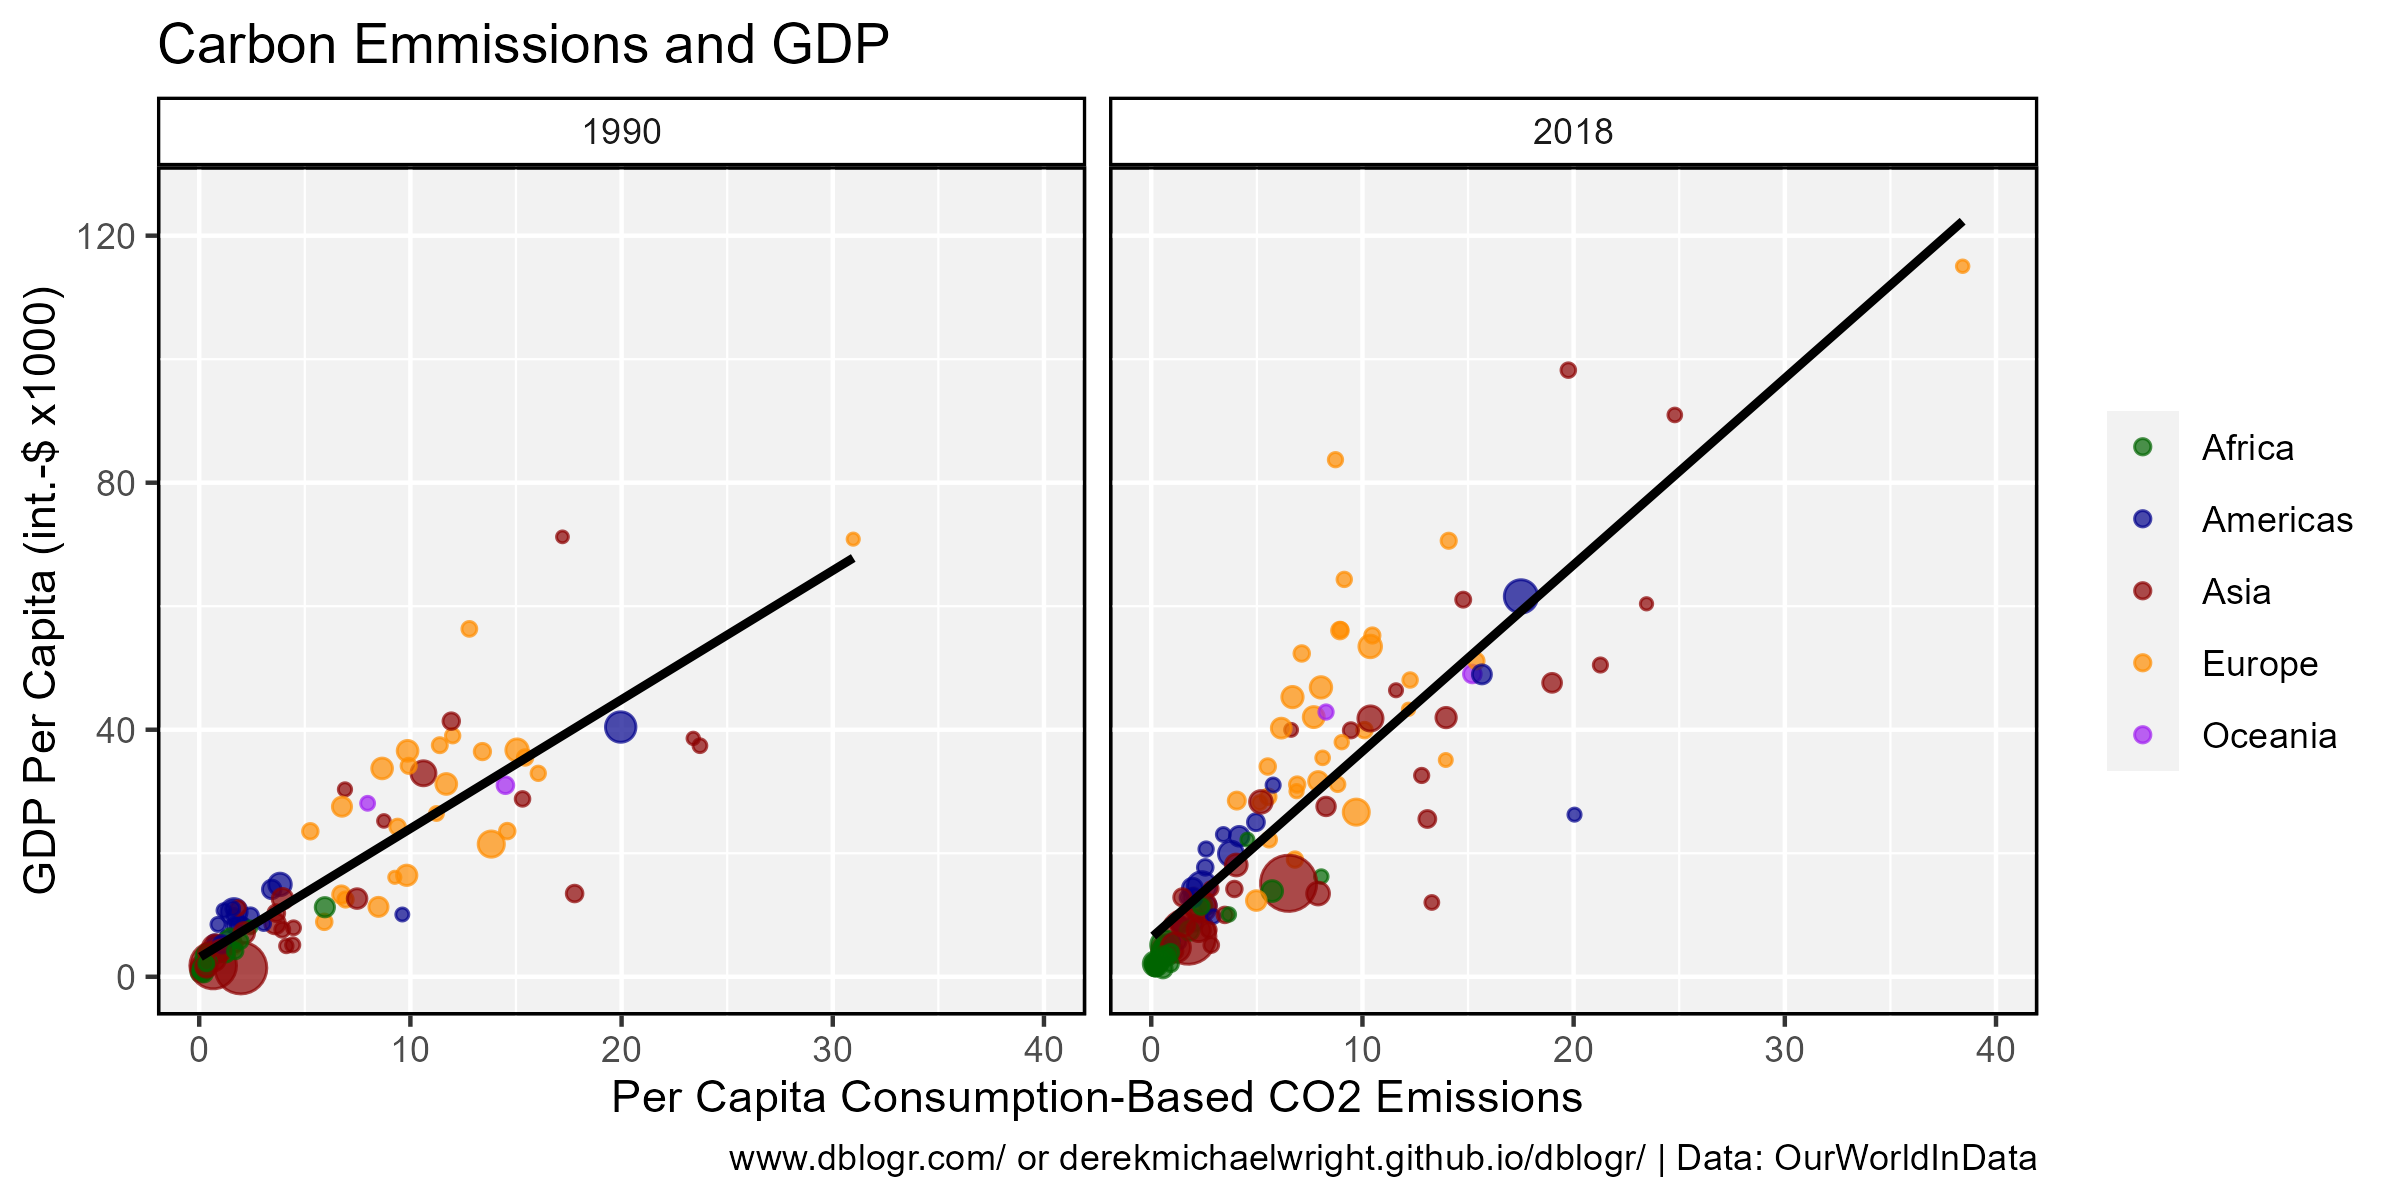 Carbon Emmissions and GDP
1990
2018
GDP Per Capita (int.-$ x1000)
120
80
40
0
0 10 20 30 40
0 10 20 30 40
Per Capita Consumption-Based CO2 Emissions
Africa
Americas
Asia
Europe
Oceania
www.dblogr.com/ or derekmichaelwright.github.io/dblogr/ | Data: OurWorldInData